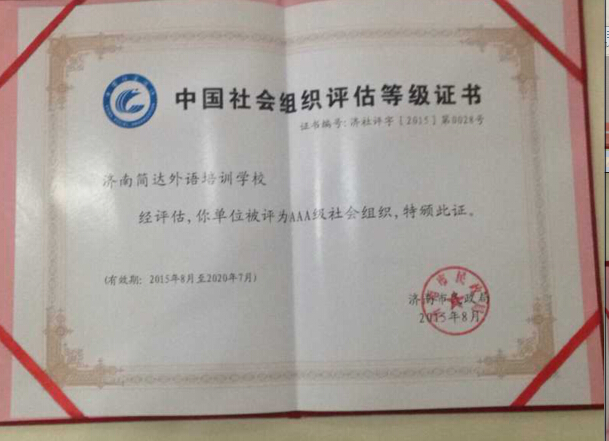 中国社会组织评估等级证书
证书编号:济社评字[2015]第0028号
济南简达外语培训学校
经评估,你单位被评为AAA级社会组织,特颁此证。
(有效期: 2015年8月至2020年7月)
济南市民政局
2015年8月